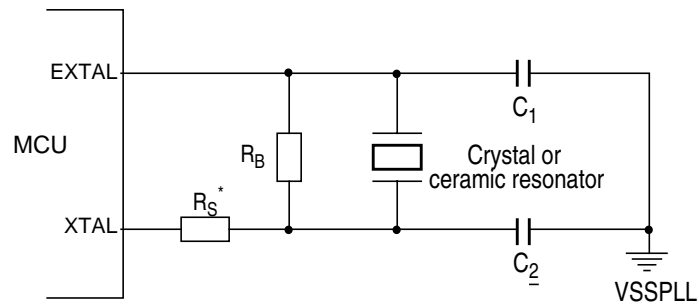 EXTAL
C1
MCU
RB
Crystal or
ceramic resonator
RS*
XTAL
C2
VSSPLL